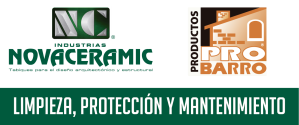 NC
INDUSTRIAS
NOVACERAMIC
Tabiques para el diseño arquitectónico y estructural
PRODUCTOS
PRO
BARRO
LIMPIEZA, PROTECCIÓN Y MANTENIMIENTO